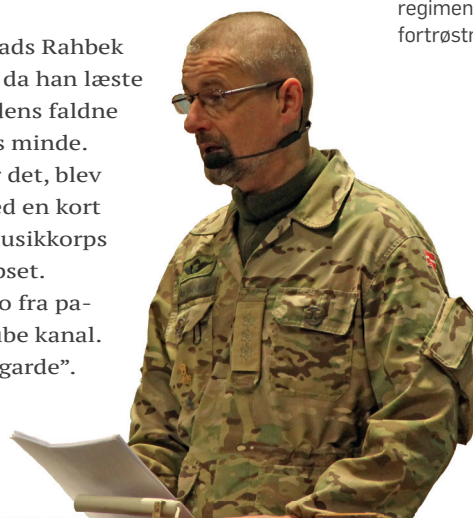 ads Rahbek
da han læste
dens faldne
s minde.
r det, blev
ed en kort
usikkorps
pset.
o fra pa-
ube kanal.
garde”.
regimen
fortrøstn